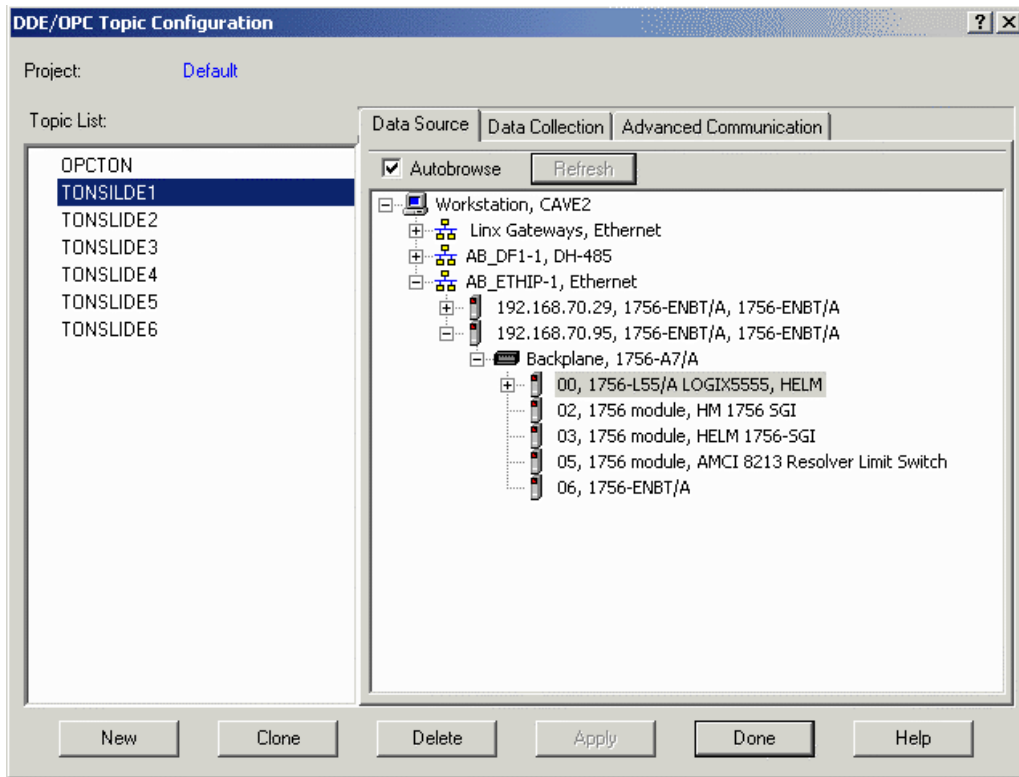 DDE/OPC Topic Configuration
Project: Default
Topic List:
OPCTON
TONSILDE1
TONSLIDE2
TONSLIDE3
TONSLIDE4
TONSLIDE5
TONSLIDE6
Data Source Data Collection Advanced Communication
Autobrowse Refresh
Workstation, CAVE2
Linx Gateways, Ethernet
AB_DF1-1, DH-485
AB_ETHIP-1, Ethernet
192.168.70.29, 1756-ENBT/A, 1756-ENBT/A
192.168.70.95, 1756-ENBT/A, 1756-ENBT/A
Backplane, 1756-A7/A
00, 1756-L55/A LOGIX5555, HELM
02, 1756 module, HM 1756 SGI
03, 1756 module, HELM 1756-SGI
05, 1756 module, AMCI 8213 Resolver Limit Switch
06, 1756-ENBT/A
New Clone Delete Apply Done Help